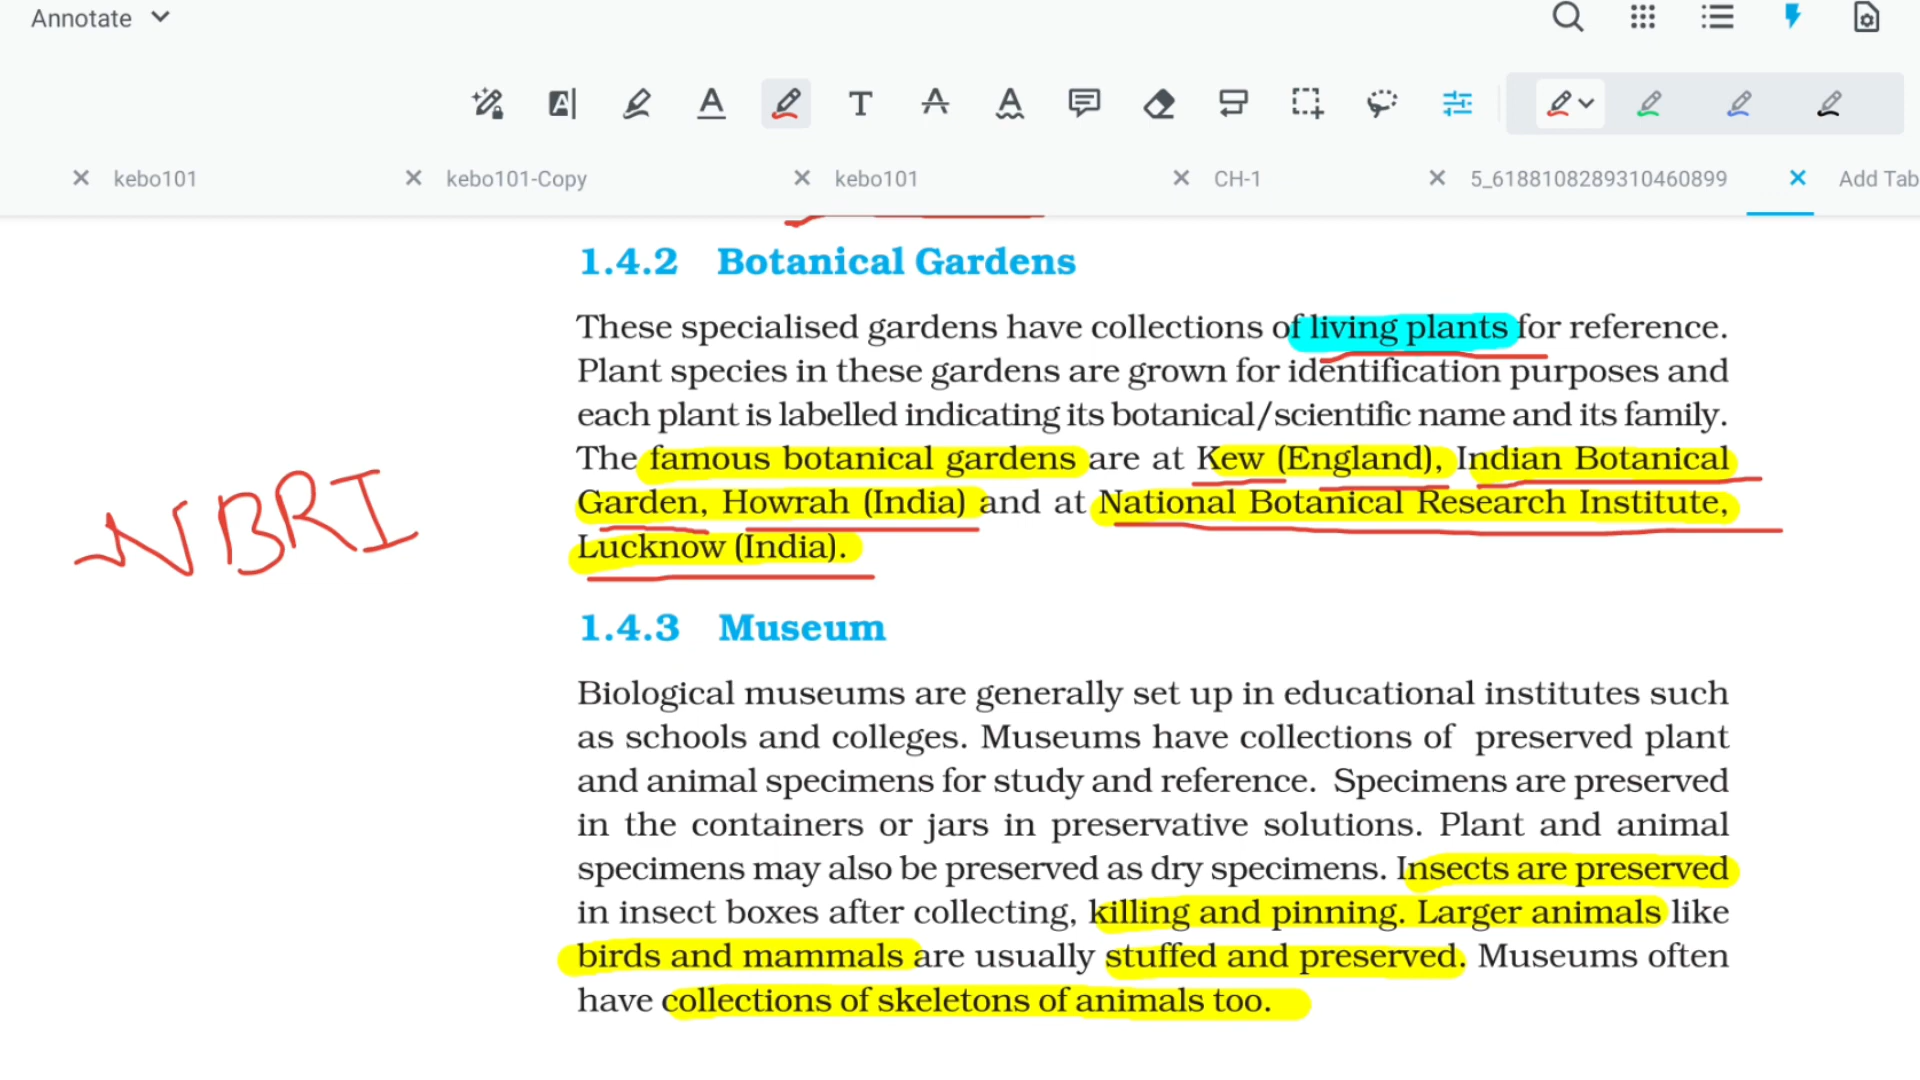 Annotate
kebo101
kebo101-Copy
kebo101
CH-1
5_6188108289310460899
Add Tab
1.4.2 Botanical Gardens
These specialised gardens have collections of living plants for reference.
Plant species in these gardens are grown for identification purposes and
each plant is labelled indicating its botanical/scientific name and its family.
The famous botanical gardens are at Kew (England), Indian Botanical
Garden, Howrah (India) and at National Botanical Research Institute,
Lucknow (India).
NBRI
1.4.3 Museum
Biological museums are generally set up in educational institutes such
as schools and colleges. Museums have collections of preserved plant
and animal specimens for study and reference. Specimens are preserved
in the containers or jars in preservative solutions. Plant and animal
specimens may also be preserved as dry specimens. Insects are preserved
in insect boxes after collecting, killing and pinning. Larger animals like
birds and mammals are usually stuffed and preserved. Museums often
have collections of skeletons of animals too.